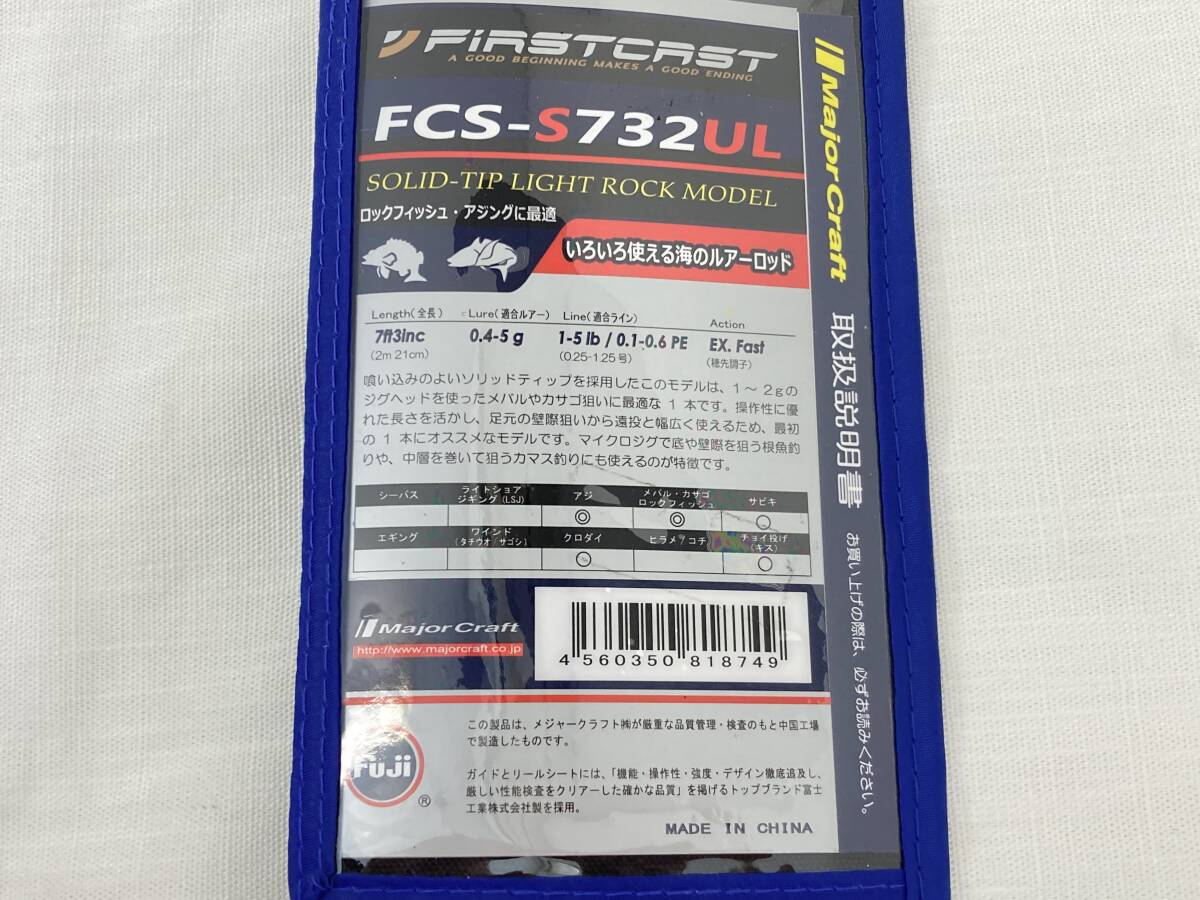 FIRSTCAST
A GOOD BEGINNING MAKES A GOOD ENDING
FCS-S732UL
SOLID-TIP LIGHT ROCK MODEL
ロックフィッシュ・アジングに最適
いろいろ使える海のルアーロッド
Length(全長) Lure(適合ルアー) Line(適合ライン) Action
7ft3inc 0.4-5 g 1-5 lb / 0.1-0.6 PE EX. Fast
(2m 21cm) (0.25-1.25号) (穂先調子)
喰い込みのよいソリッドティップを採用したこのモデルは、1～2gの
ジグヘッドを使ったメバルやカサゴ狙いに最適な1本です。操作性に優
れた長さを活かし、足元の壁際狙いから遠投と幅広く使えるため、最初
の1本にオススメなモデルです。マイクロジグで底や壁際を狙う根魚釣
りや、中層を巻いて狙うカマス釣りにも使えるのが特徴です。
シーバス ライトショア アジ メバル・カサゴ サビキ
ジギング(LSJ) ロックフィッシュ
◎ ◎ ○
エギング ワインド クロダイ ヒラメ/コチ チョイ投げ
(タチウオ/サゴシ) (キス)
○ ○
Major Craft
http://www.majorcraft.co.jp
4 560350 818749
この製品は、メジャークラフト㈱が厳重な品質管理・検査のもと中国工場
で製造したものです。
Fuji
®
ガイドとリールシートには、「機能・操作性・強度・デザイン徹底追及し、
厳しい性能検査をクリアーした確かな品質」を掲げるトップブランド富士
工業株式会社製を採用。
MADE IN CHINA
Major Craft 取扱説明書 お買い上げの際は、必ずお読みください。